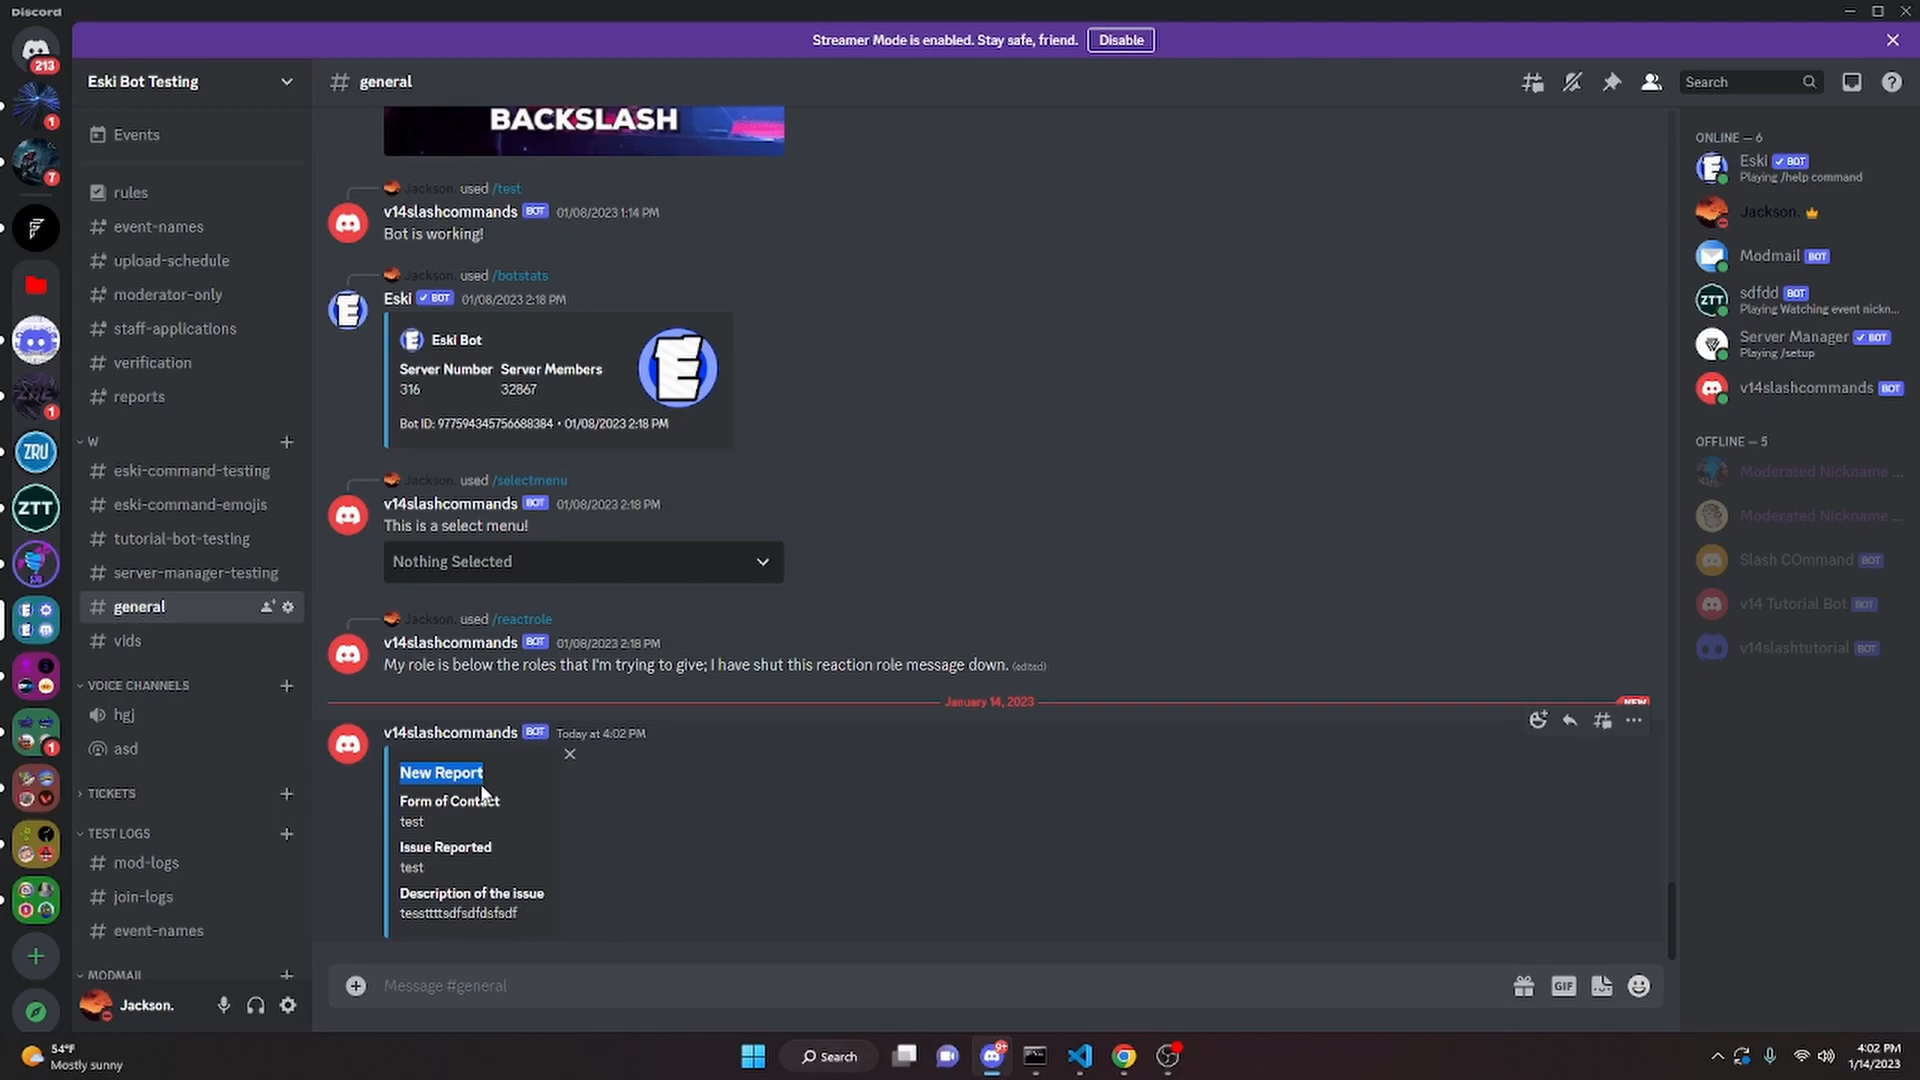 Discord
Streamer Mode is enabled. Stay safe, friend. Disable
213
1
7
1
ZRU
ZTT
1
Eski Bot Testing
Events
rules
event-names
upload-schedule
moderator-only
staff-applications
verification
reports
W
eski-command-testing
eski-command-emojis
tutorial-bot-testing
server-manager-testing
general
vids
VOICE CHANNELS
hgj
asd
TICKETS
TEST LOGS
mod-logs
join-logs
event-names
MODMAIL
Jackson.
general
Search
BACKSLASH
Jackson. used /test
v14slashcommands BOT 01/08/2023 1:14 PM
Bot is working!
Jackson. used /botstats
Eski ✓ BOT 01/08/2023 2:18 PM
Eski Bot
Server Number Server Members
316 32867
Bot ID: 977594345756688384 • 01/08/2023 2:18 PM
Jackson. used /selectmenu
v14slashcommands BOT 01/08/2023 2:18 PM
This is a select menu!
Nothing Selected
Jackson. used /reactrole
v14slashcommands BOT 01/08/2023 2:18 PM
My role is below the roles that I'm trying to give; I have shut this reaction role message down. (edited)
January 14, 2023
NEW
v14slashcommands BOT Today at 4:02 PM
New Report
Form of Contact
test
Issue Reported
test
Description of the issue
tessttttsdfsdfdsfsdf
Message #general
GIF
ONLINE — 6
Eski ✓ BOT
Playing /help command
Jackson.
Modmail BOT
sdfdd BOT
Playing Watching event nickn...
Server Manager ✓ BOT
Playing /setup
v14slashcommands BOT
OFFLINE — 5
Moderated Nickname ...
Moderated Nickname ...
Slash COmmand BOT
v14 Tutorial Bot BOT
v14slashtutorial BOT
54°F
Mostly sunny
Search
9+
4:02 PM
1/14/2023